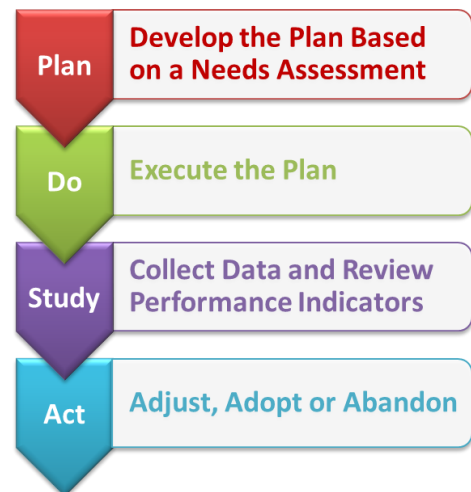 Plan
Develop the Plan Based
on a Needs Assessment
Do
Execute the Plan
Study
Collect Data and Review
Performance Indicators
Act
Adjust, Adopt or Abandon